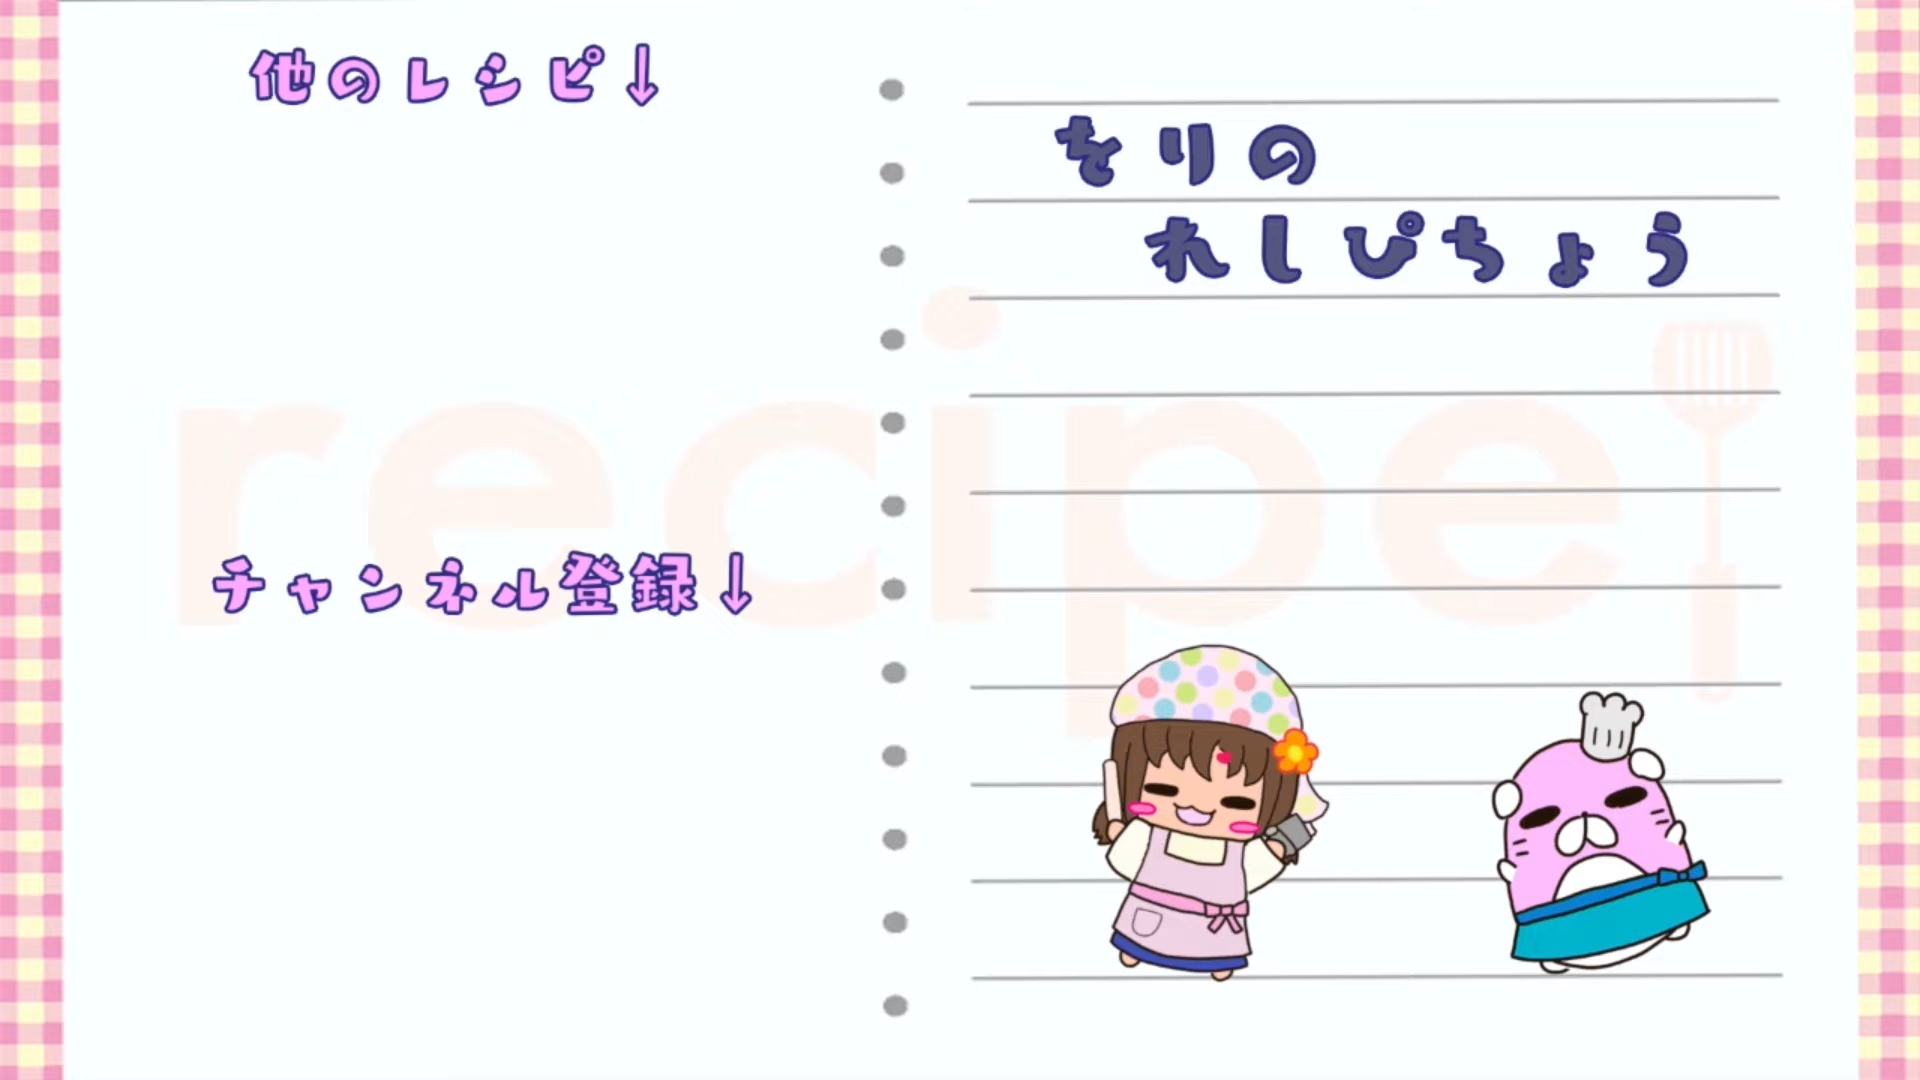 他のレシピ↓
チャンネル登録↓
をりの
れしぴちょう
recipe